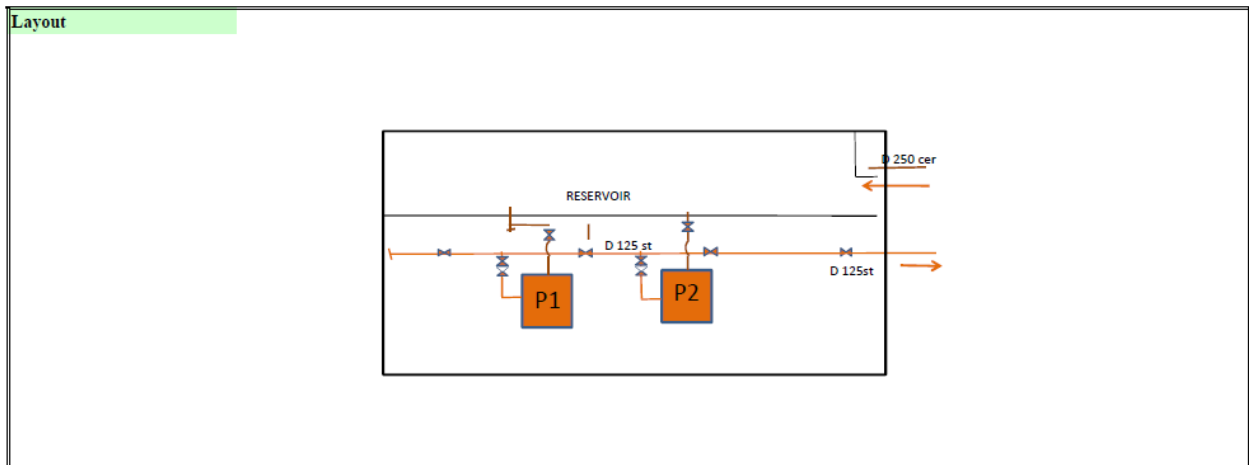 Layout
D 250 cer
RESERVOIR
D 125 st
D 125st
P1
P2